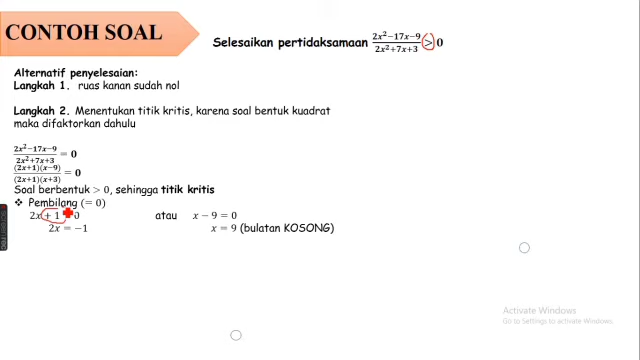 CONTOH SOAL
Selesaikan pertidaksamaan (2x²−17x−9)/(2x²+7x+3) > 0
Alternatif penyelesaian:
Langkah 1. ruas kanan sudah nol
Langkah 2. Menentukan titik kritis, karena soal bentuk kuadrat
maka difaktorkan dahulu
(2x²−17x−9)/(2x²+7x+3) = 0
(2x+1)(x−9)/(2x+1)(x+3) = 0
Soal berbentuk > 0, sehingga titik kritis
❖ Pembilang (= 0)
2x + 1 = 0 atau x − 9 = 0
2x = −1 x = 9 (bulatan KOSONG)
Activate Windows
Go to Settings to activate Windows.